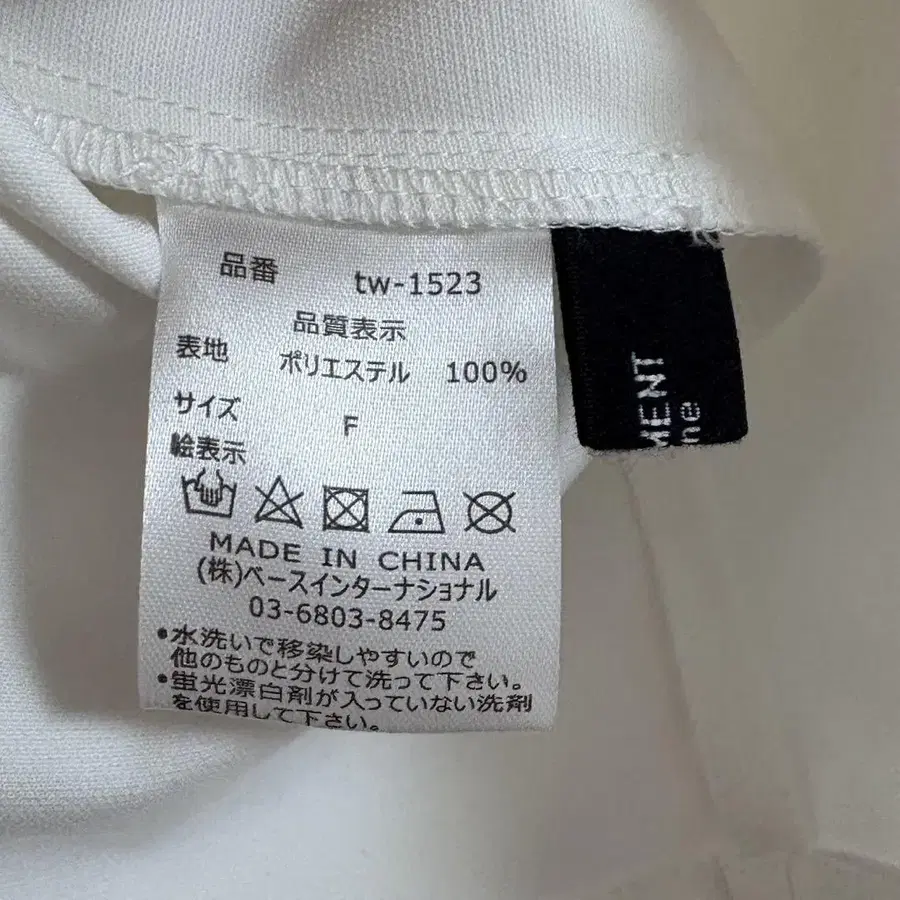 品番 tw-1523
品質表示
表地 ポリエステル 100%
サイズ F
絵表示
MADE IN CHINA
(株)ベースインターナショナル
03-6803-8475
•水洗いで移染しやすいので
他のものと分けて洗って下さい。
•蛍光漂白剤が入っていない洗剤
を使用して下さい。
MENT
ne